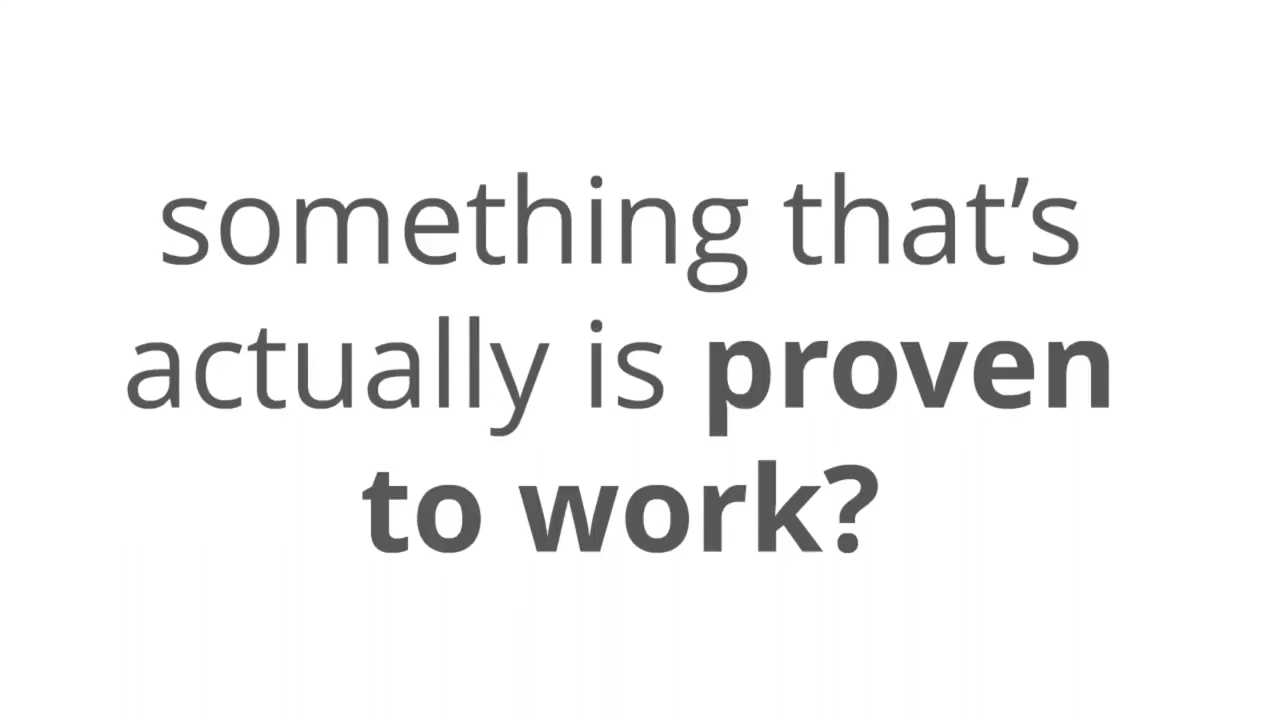 something that’s
actually is proven
to work?